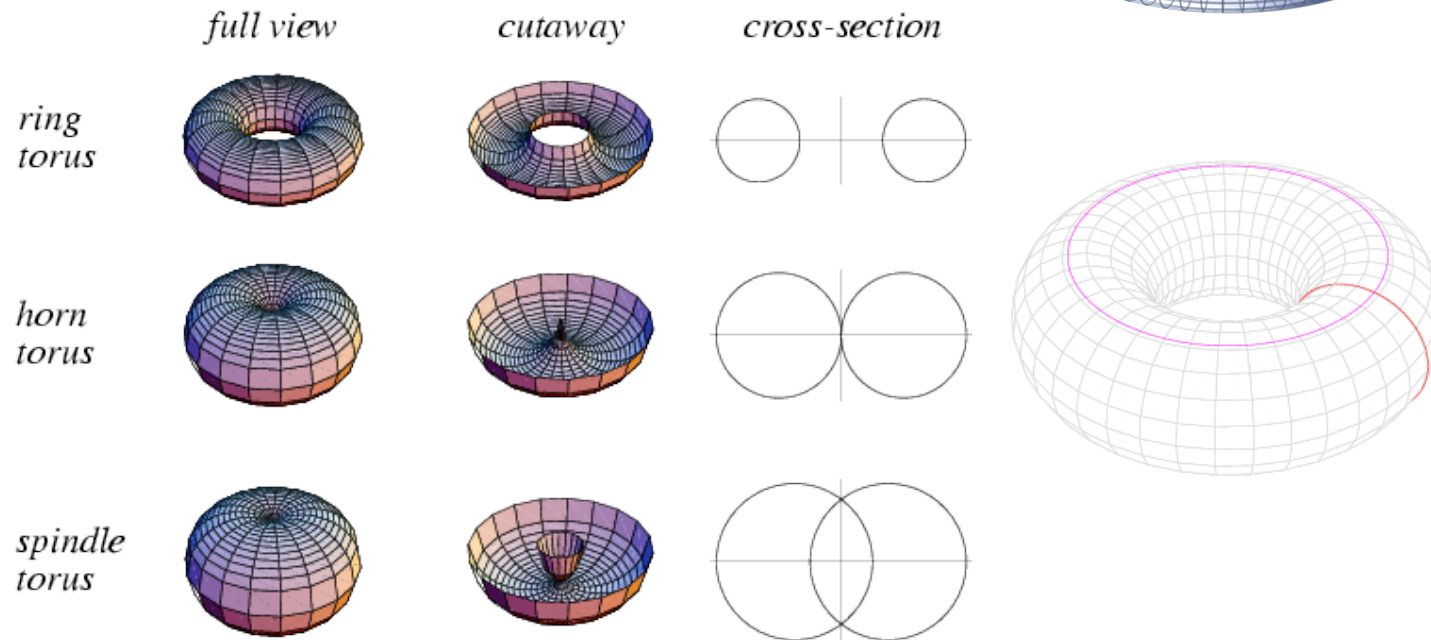 full view
cutaway
cross-section
ring
torus
horn
torus
spindle
torus